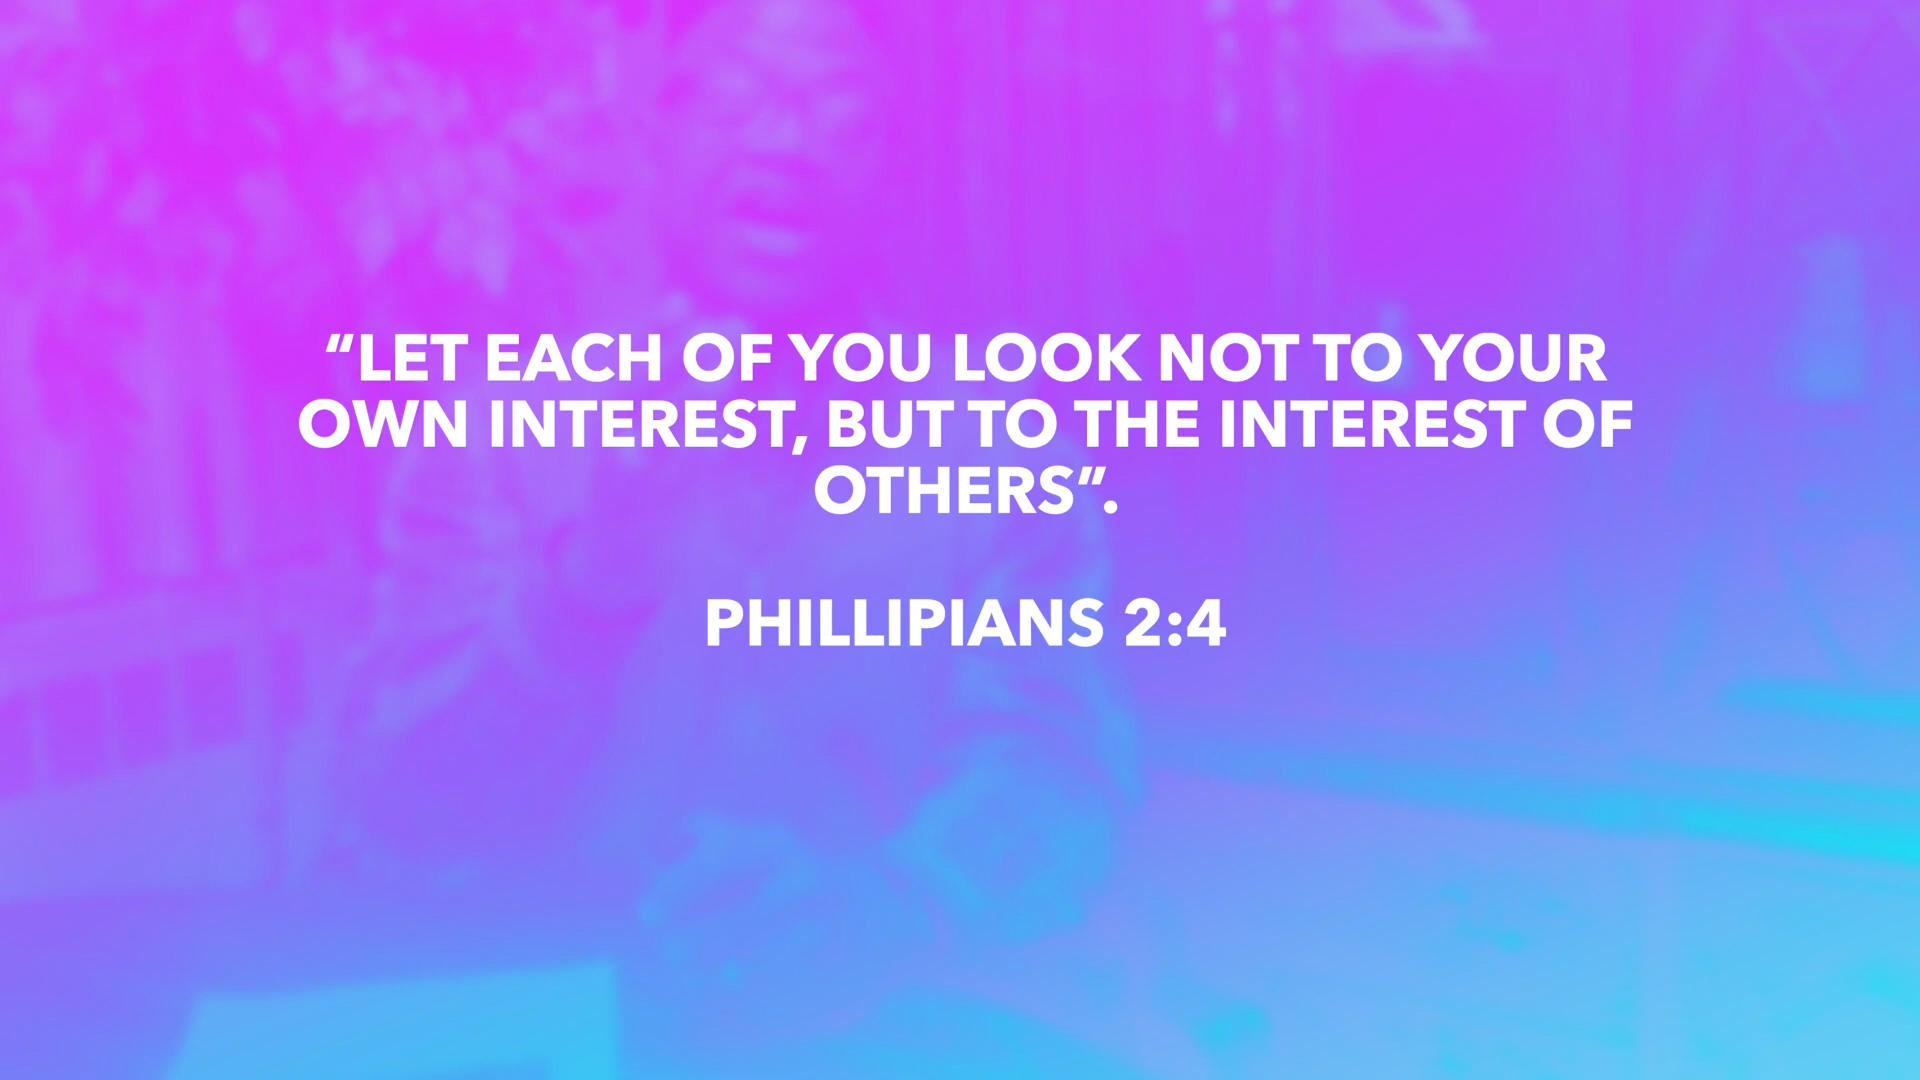 “LET EACH OF YOU LOOK NOT TO YOUR
OWN INTEREST, BUT TO THE INTEREST OF
OTHERS”.
PHILLIPIANS 2:4